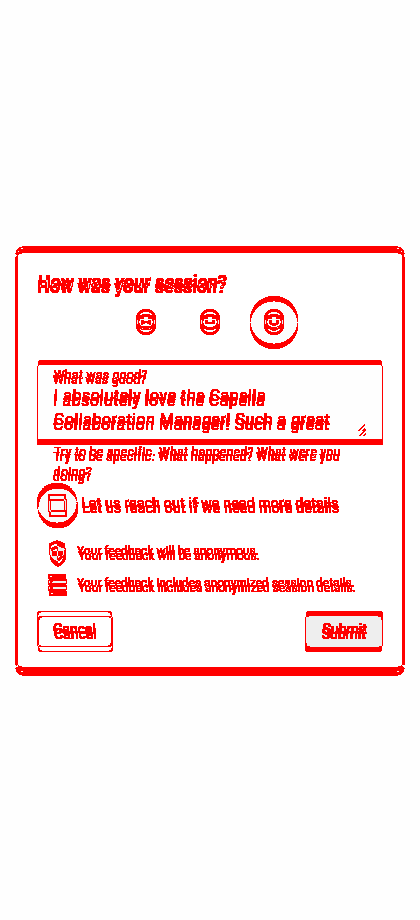 How was your session?
What was good?
I absolutely love the Capella
Collaboration Manager! Such a great
Try to be specific. What happened? What were you
doing?
Let us reach out if we need more details
Your feedback will be anonymous.
Your feedback includes anonymized session details.
Cancel
Submit